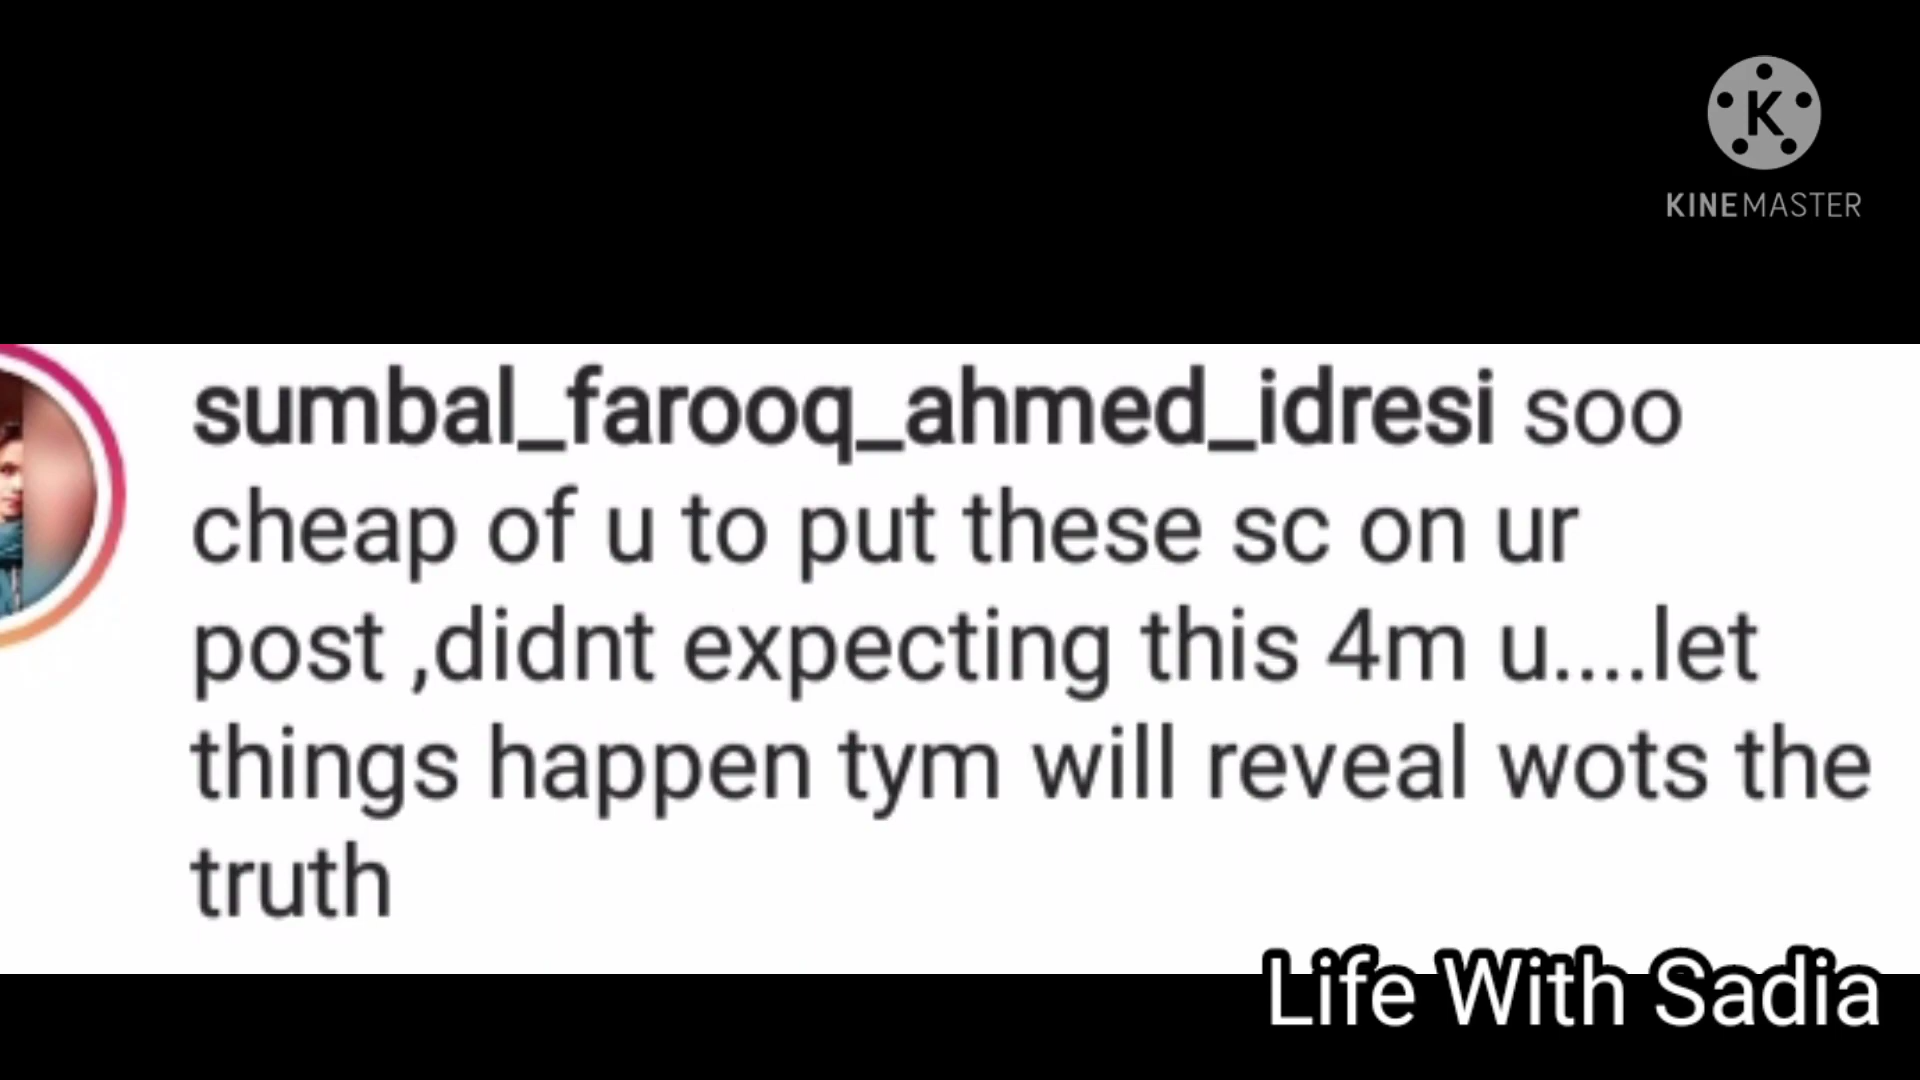 K
KINEMASTER
sumbal_farooq_ahmed_idresi soo
cheap of u to put these sc on ur
post ,didnt expecting this 4m u....let
things happen tym will reveal wots the
truth
Life With Sadia